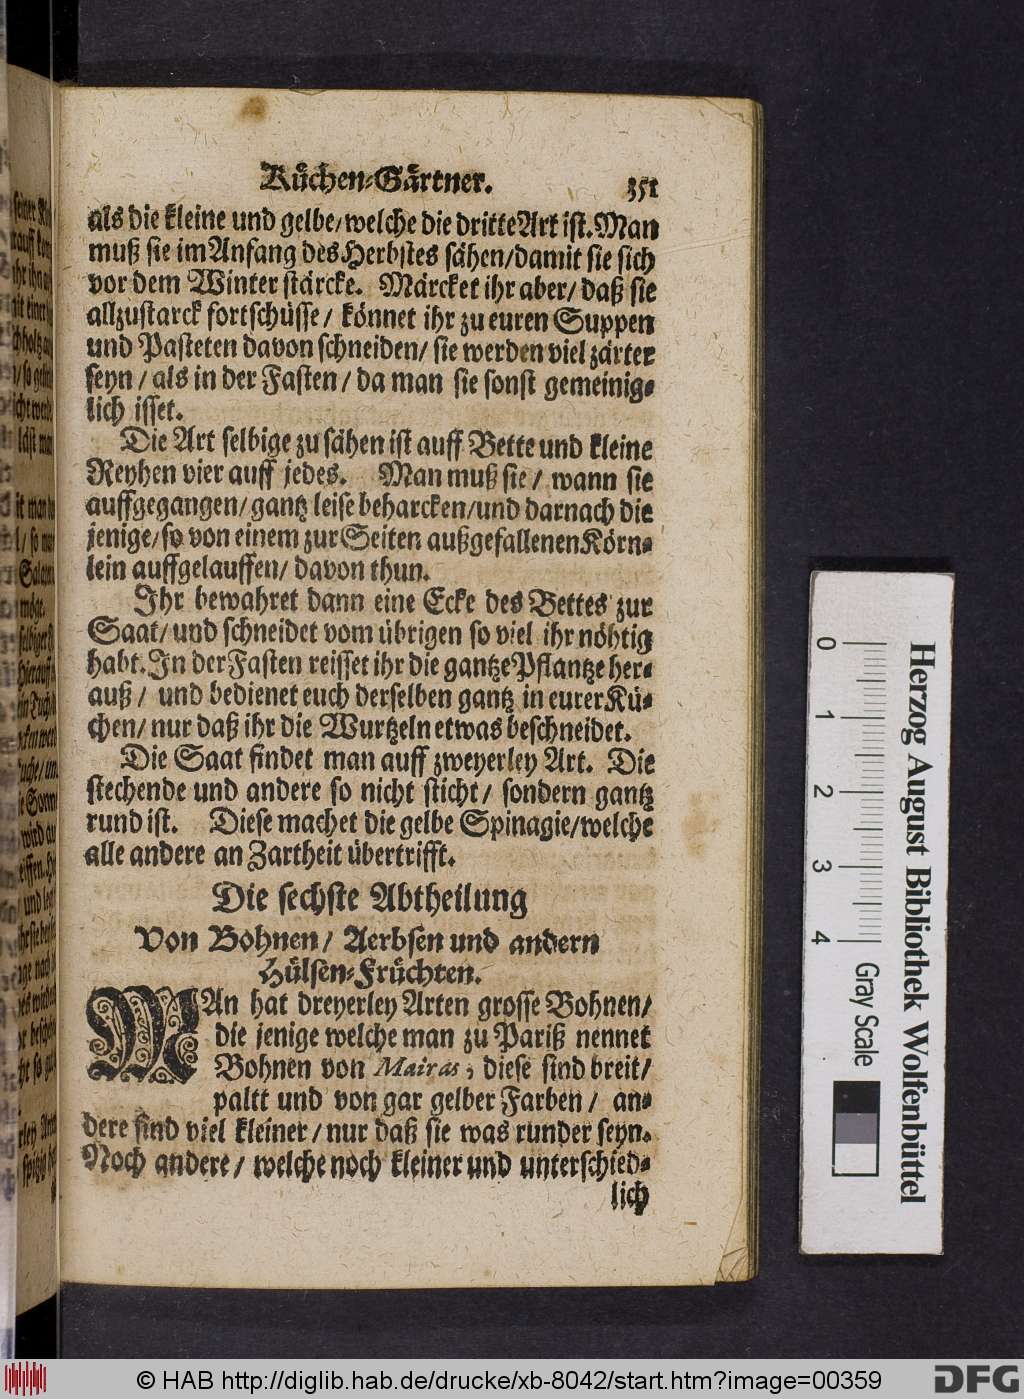 Küchen-Gärtner. 351
als die kleine und gelbe/ welche die dritte Art ist. Man
muß sie im Anfang des Herbstes sähen/ damit sie sich
vor dem Winter stärcke. Märcket ihr aber/ daß sie
allzustarck fortschüsse/ könnet ihr zu euren Suppen
und Pasteten davon schneiden/ sie werden viel zärter
seyn/ als in der Fasten/ da man sie sonst gemeinig-
lich isset.
Die Art selbige zu sähen ist auff Bette und kleine
Reyhen vier auff jedes. Man muß sie/ wann sie
auffgegangen/ gantz leise beharcken/ und darnach die
jenige/ so von einem zur Seiten außgefallenen Körn-
lein auffgelauffen/ davon thun.
Ihr bewahret dann eine Ecke des Bettes zur
Saat/ und schneidet vom übrigen so viel ihr nöhtig
habt. In der Fasten reisset ihr die gantze Pflantze her-
auß/ und bedienet euch derselben gantz in eurer Kü-
chen/ nur daß ihr die Wurtzeln etwas beschneidet.
Die Saat findet man auff zweyerley Art. Die
stechende und andere so nicht sticht/ sondern gantz
rund ist. Diese machet die gelbe Spinagie/ welche
alle andere an Zartheit übertrifft.
Die sechste Abtheilung
Von Bohnen/ Aerbsen und andern
Hülsen-Früchten.
MAn hat dreyerley Arten grosse Bohnen/
die jenige welche man zu Pariß nennet
Bohnen von Mairas, diese sind breit/
paltt und von gar gelber Farben/ an-
dere sind viel kleiner/ nur daß sie was runder seyn.
Noch andere/ welche noch kleiner und unterschied-
lich
0 1 2 3 4
Gray Scale
Herzog August Bibliothek Wolfenbüttel
© HAB http://diglib.hab.de/drucke/xb-8042/start.htm?image=00359
DFG